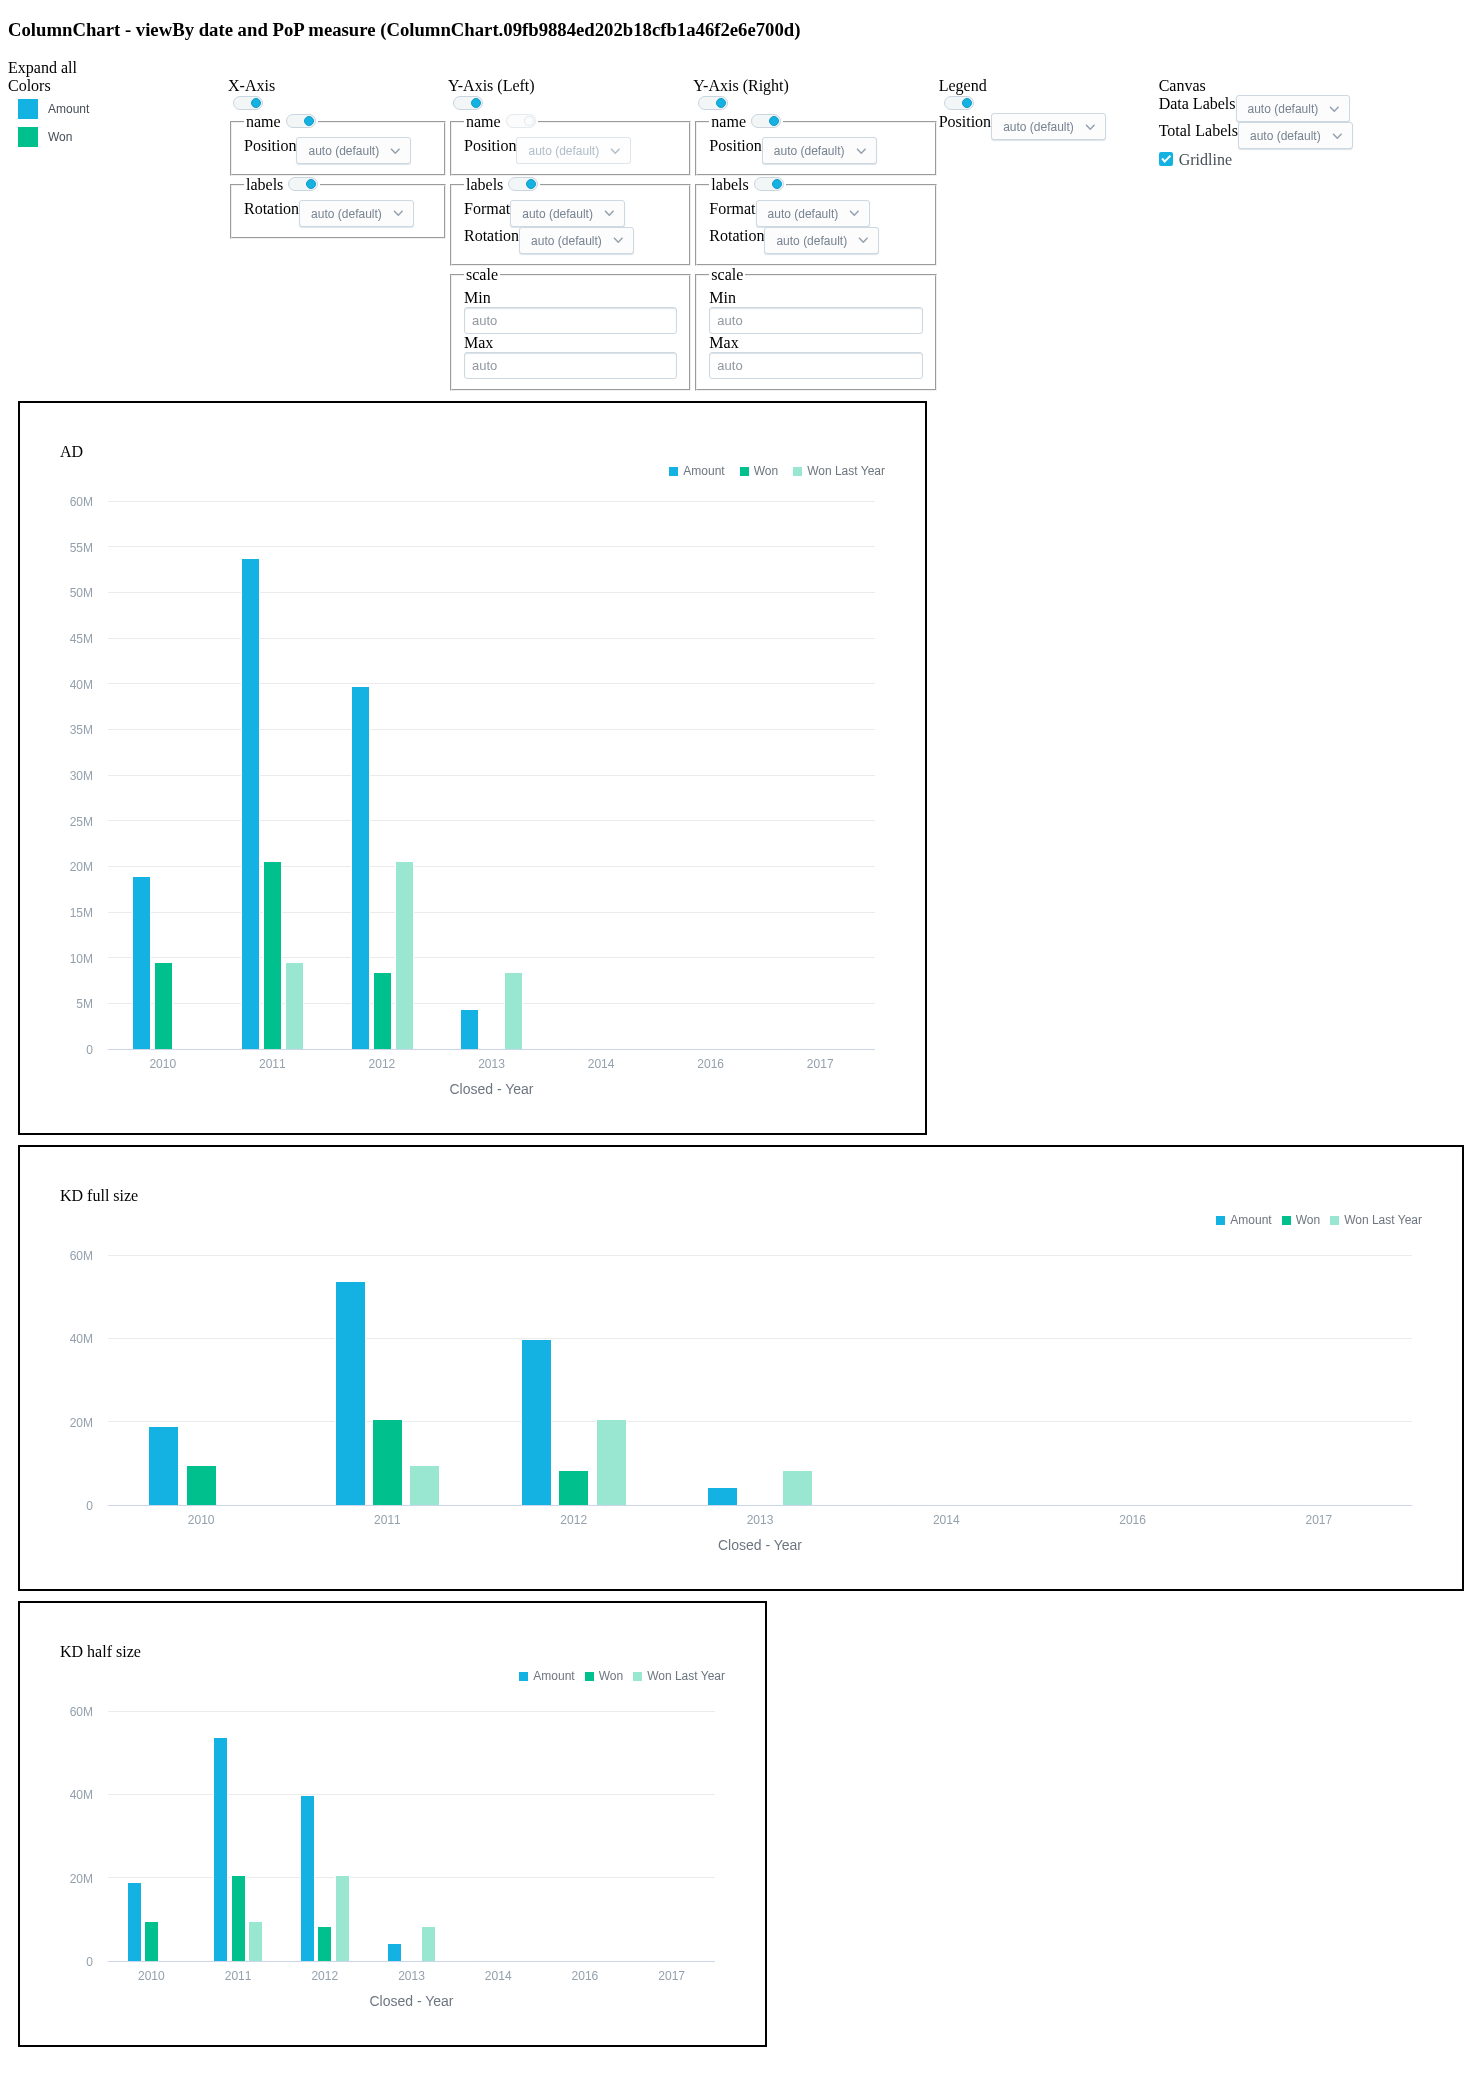 ColumnChart - viewBy date and PoP measure (ColumnChart.09fb9884ed202b18cfb1a46f2e6e700d)
Expand all
Colors
Amount
Won
X-Axis
name
Position auto (default)
labels
Rotation auto (default)
Y-Axis (Left)
name
Position auto (default)
labels
Format auto (default)
Rotation auto (default)
scale
Min
auto
Max
auto
Y-Axis (Right)
name
Position auto (default)
labels
Format auto (default)
Rotation auto (default)
scale
Min
auto
Max
auto
Legend
Position auto (default)
Canvas
Data Labels auto (default)
Total Labels auto (default)
Gridline
AD
Amount Won Won Last Year
60M
55M
50M
45M
40M
35M
30M
25M
20M
15M
10M
5M
0
2010 2011 2012 2013 2014 2016 2017
Closed - Year
KD full size
Amount Won Won Last Year
60M
40M
20M
0
2010 2011 2012 2013 2014 2016 2017
Closed - Year
KD half size
Amount Won Won Last Year
60M
40M
20M
0
2010 2011 2012 2013 2014 2016 2017
Closed - Year